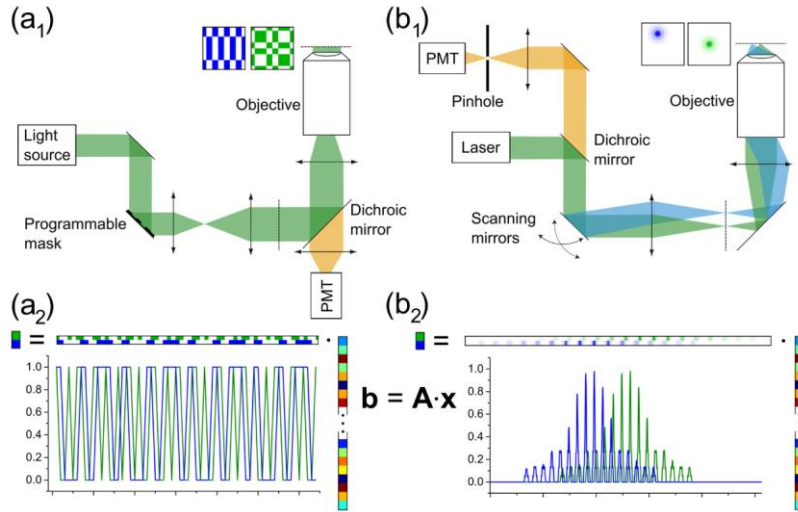 (a1)
Objective
Light
source
Programmable
mask
Dichroic
mirror
PMT
(b1)
PMT
Pinhole
Objective
Laser
Dichroic
mirror
Scanning
mirrors
(a2)
=
·
1.0
0.8
0.6
0.4
0.2
0.0
b = A·x
(b2)
=
·
1.0
0.8
0.6
0.4
0.2
0.0